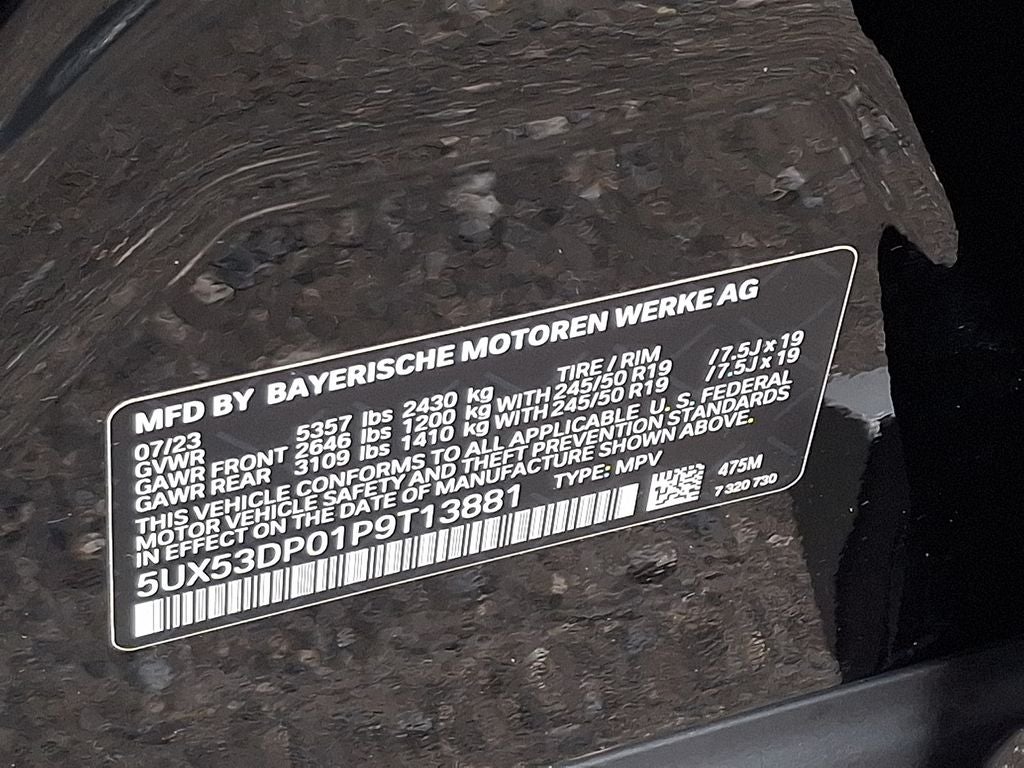 MFD BY BAYERISCHE MOTOREN WERKE AG
07/23
GVWR 5357 lbs 2430 kg TIRE / RIM
GAWR FRONT 2646 lbs 1200 kg WITH 245/50 R19 /7.5J x 19
GAWR REAR 3109 lbs 1410 kg WITH 245/50 R19 /7.5J x 19
THIS VEHICLE CONFORMS TO ALL APPLICABLE U.S. FEDERAL
MOTOR VEHICLE SAFETY AND THEFT PREVENTION STANDARDS
IN EFFECT ON THE DATE OF MANUFACTURE SHOWN ABOVE.
5UX53DP01P9T13881 TYPE: MPV
475M
7 320 730